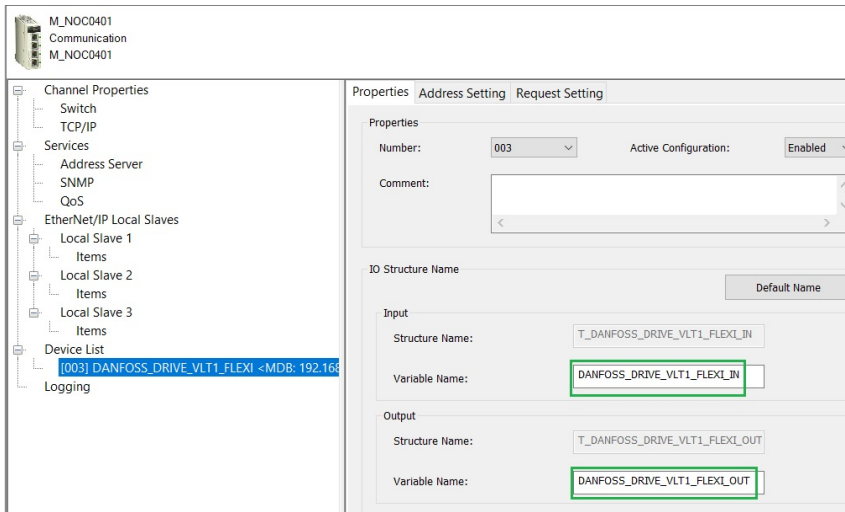 M_NOC0401
Communication
M_NOC0401
Channel Properties
Switch
TCP/IP
Services
Address Server
SNMP
QoS
EtherNet/IP Local Slaves
Local Slave 1
Items
Local Slave 2
Items
Local Slave 3
Items
Device List
[003] DANFOSS_DRIVE_VLT1_FLEXI <MDB: 192.168
Logging
Properties Address Setting Request Setting
Properties
Number: 003 Active Configuration: Enabled
Comment:
IO Structure Name
Default Name
Input
Structure Name: T_DANFOSS_DRIVE_VLT1_FLEXI_IN
Variable Name: DANFOSS_DRIVE_VLT1_FLEXI_IN
Output
Structure Name: T_DANFOSS_DRIVE_VLT1_FLEXI_OUT
Variable Name: DANFOSS_DRIVE_VLT1_FLEXI_OUT